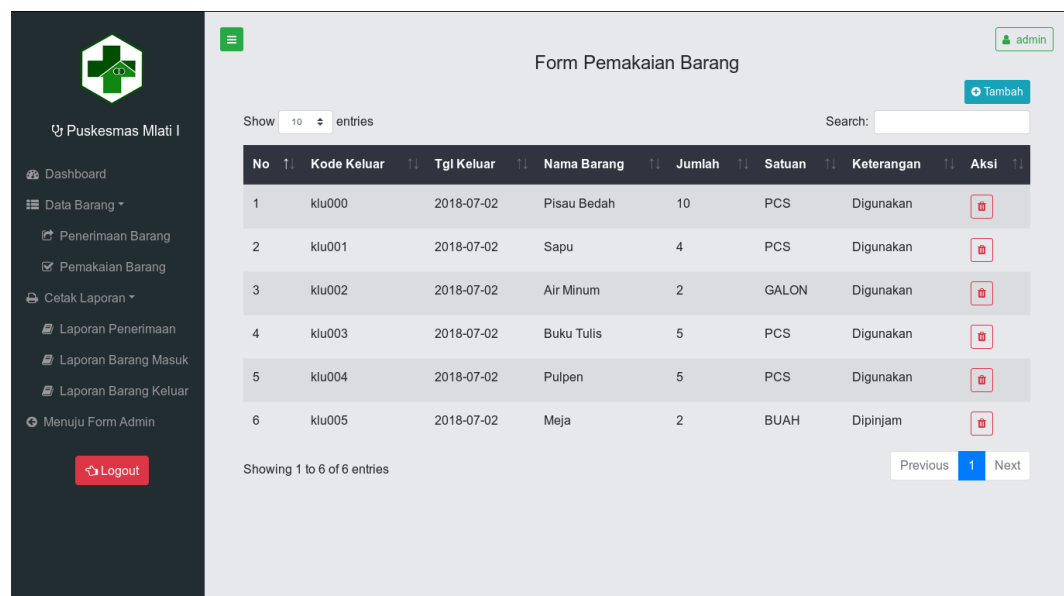 admin
Form Pemakaian Barang
Tambah
Puskesmas Mlati I
Show 10 entries Search:
Dashboard
Data Barang
Penerimaan Barang
Pemakaian Barang
Cetak Laporan
Laporan Penerimaan
Laporan Barang Masuk
Laporan Barang Keluar
Menuju Form Admin
Logout
No Kode Keluar Tgl Keluar Nama Barang Jumlah Satuan Keterangan Aksi
1 klu000 2018-07-02 Pisau Bedah 10 PCS Digunakan
2 klu001 2018-07-02 Sapu 4 PCS Digunakan
3 klu002 2018-07-02 Air Minum 2 GALON Digunakan
4 klu003 2018-07-02 Buku Tulis 5 PCS Digunakan
5 klu004 2018-07-02 Pulpen 5 PCS Digunakan
6 klu005 2018-07-02 Meja 2 BUAH Dipinjam
Showing 1 to 6 of 6 entries
Previous 1 Next